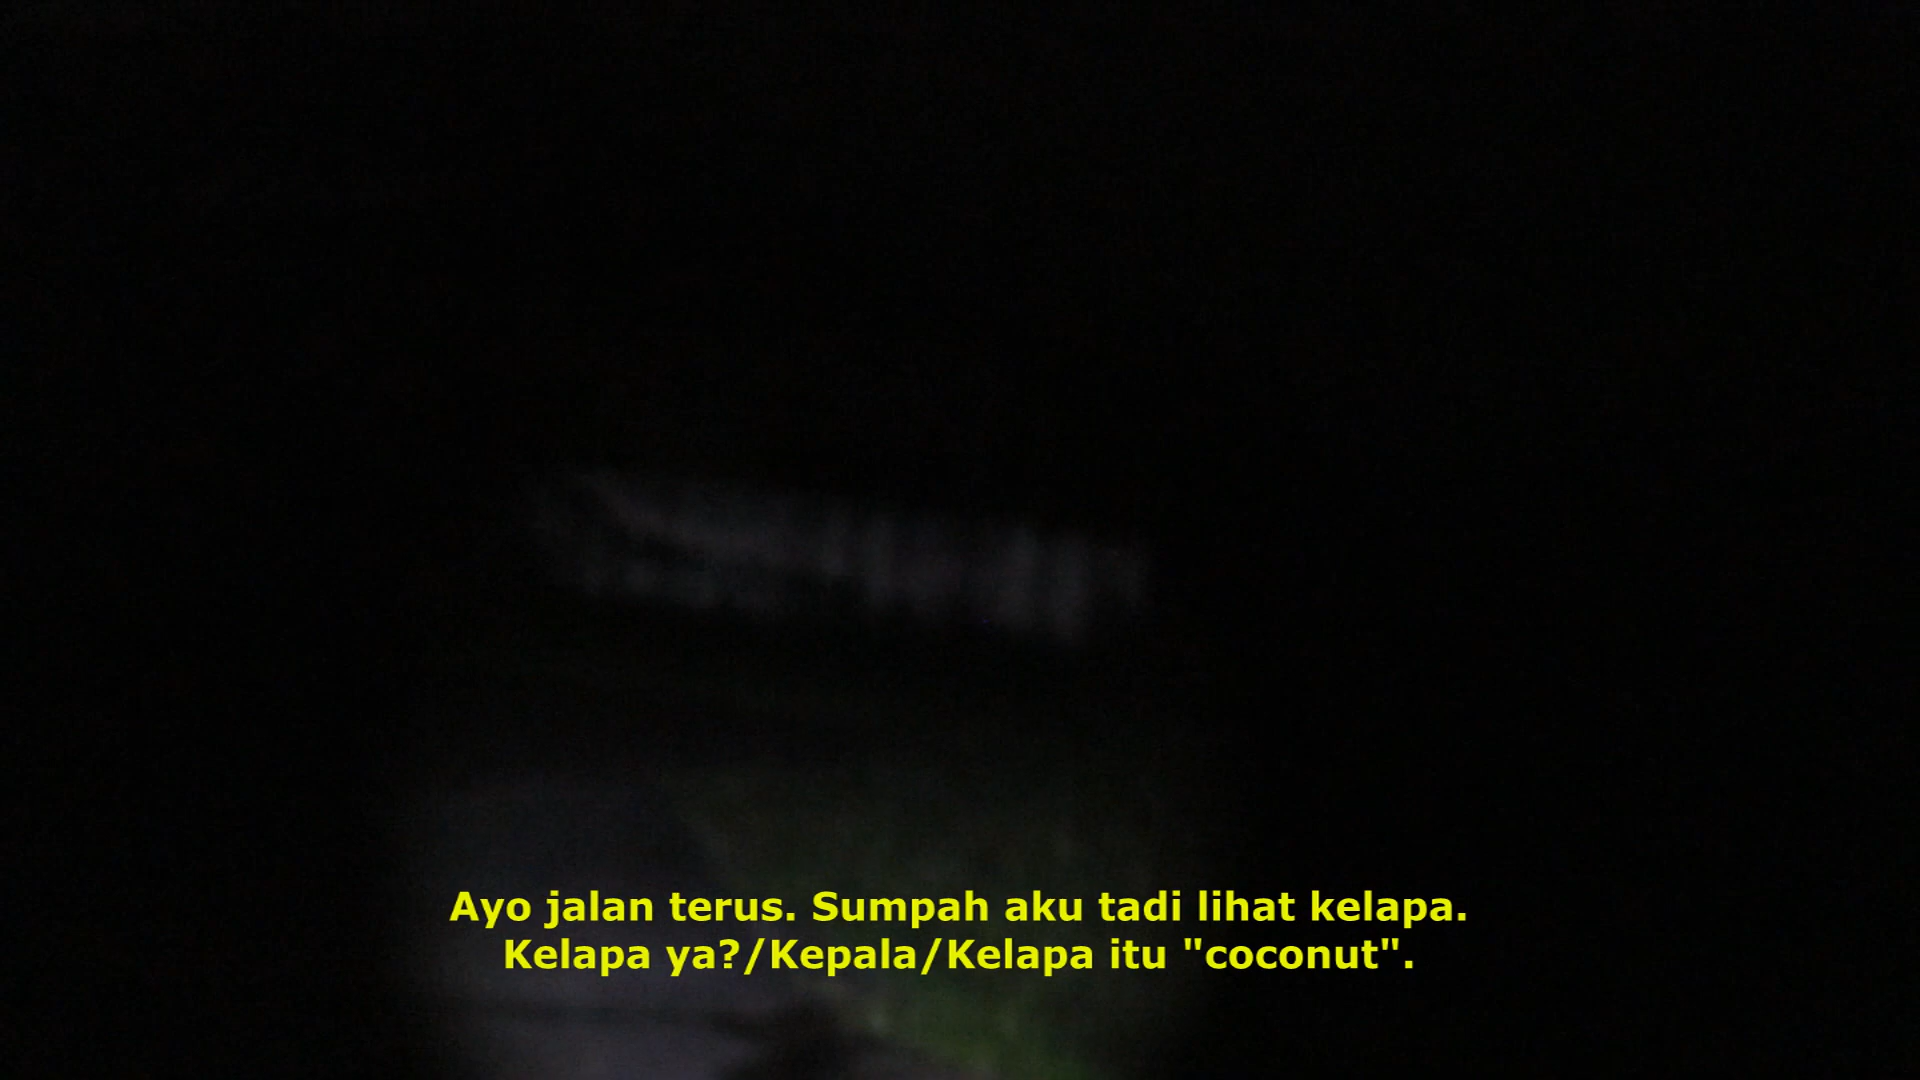 Ayo jalan terus. Sumpah aku tadi lihat kelapa.
Kelapa ya?/Kepala/Kelapa itu "coconut".